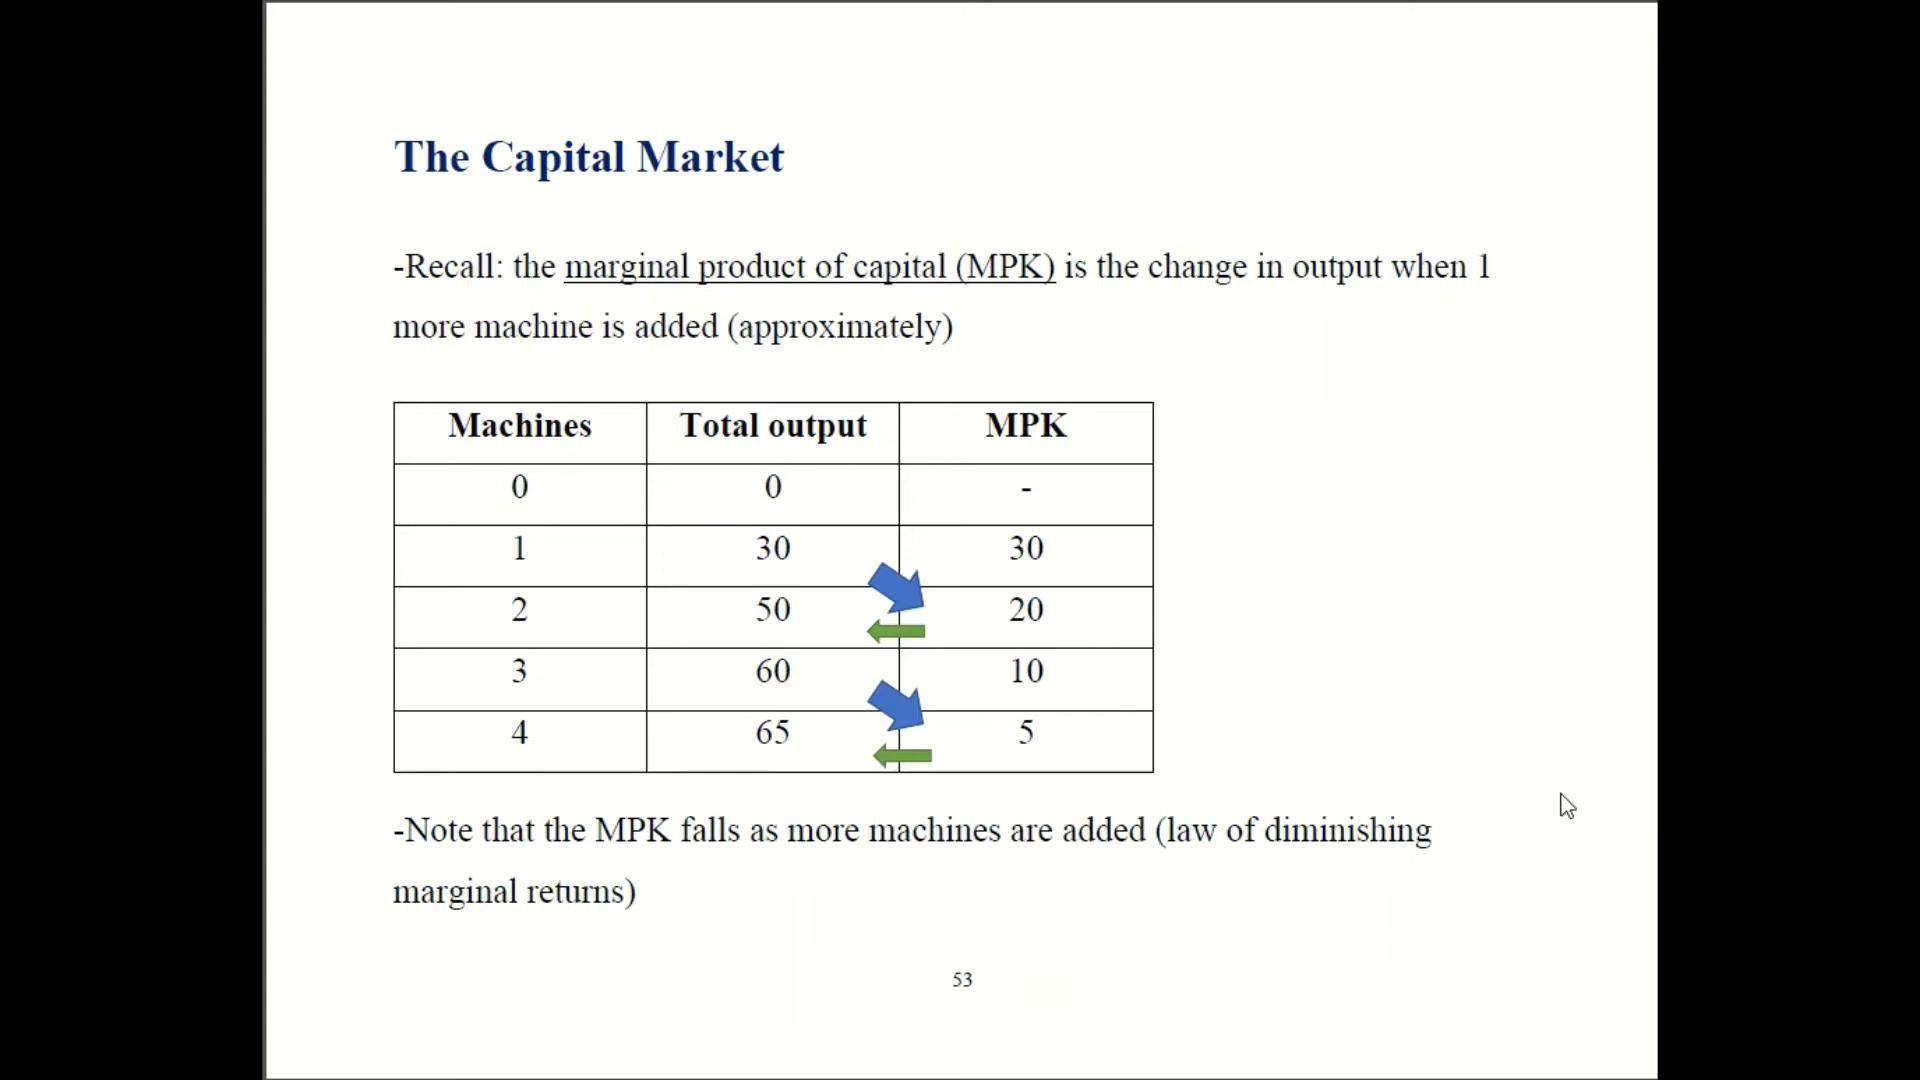 The Capital Market
-Recall: the marginal product of capital (MPK) is the change in output when 1
more machine is added (approximately)
Machines Total output MPK
0 0 -
1 30 30
2 50 20
3 60 10
4 65 5
-Note that the MPK falls as more machines are added (law of diminishing
marginal returns)
53